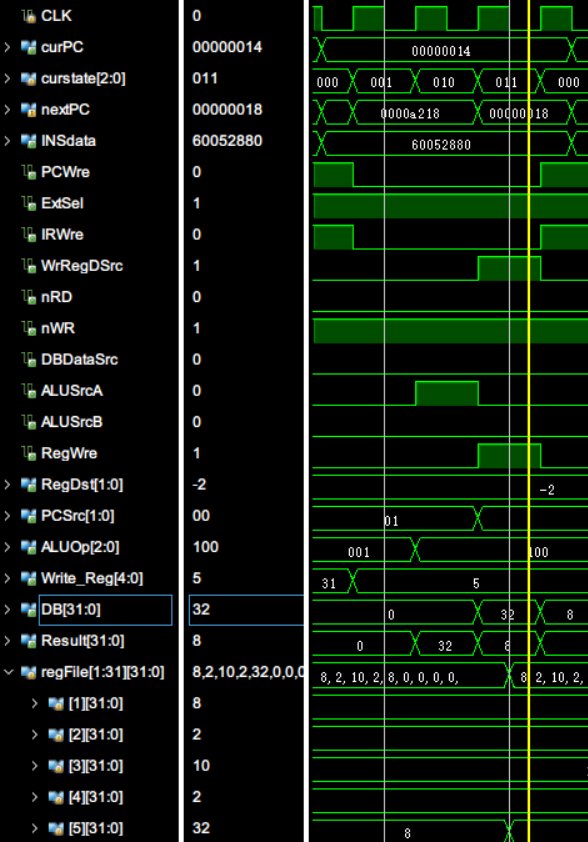 CLK 0
curPC 00000014 00000014
curstate[2:0] 011 000 001 010 011 000
nextPC 00000018 0000a218 00000018
INSdata 60052880 60052880
PCWre 0
ExtSel 1
IRWre 0
WrRegDSrc 1
nRD 0
nWR 1
DBDataSrc 0
ALUSrcA 0
ALUSrcB 0
RegWre 1
RegDst[1:0] -2 -2
PCSrc[1:0] 00 01
ALUOp[2:0] 100 001 100
Write_Reg[4:0] 5 31 5
DB[31:0] 32 0 32 8
Result[31:0] 8 0 32 8
regFile[1:31][31:0] 8,2,10,2,32,0,0,0 8, 2, 10, 2, 8, 0, 0, 0, 0, 8 2, 10, 2,
[1][31:0] 8
[2][31:0] 2
[3][31:0] 10
[4][31:0] 2
[5][31:0] 32 8